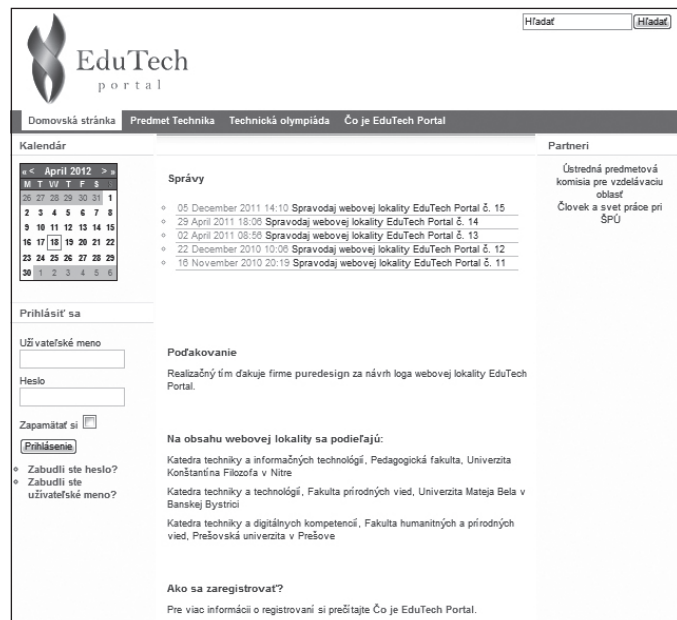 Hľadať Hľadať
EduTech
portal
Domovská stránka Predmet Technika Technická olympiáda Čo je EduTech Portal
Kalendár
« < April 2012 > »
M T W T F S
26 27 28 29 30 31 1
2 3 4 5 6 7 8
9 10 11 12 13 14 15
16 17 18 19 20 21 22
23 24 25 26 27 28 29
30 1 2 3 4 5 6
Prihlásiť sa
Užívateľské meno
Heslo
Zapamätať si
Prihlásenie
Zabudli ste heslo?
Zabudli ste
užívateľské meno?
Správy
05 December 2011 14:10 Spravodaj webovej lokality EduTech Portal č. 15
29 April 2011 18:06 Spravodaj webovej lokality EduTech Portal č. 14
02 April 2011 08:56 Spravodaj webovej lokality EduTech Portal č. 13
22 December 2010 10:06 Spravodaj webovej lokality EduTech Portal č. 12
16 November 2010 20:19 Spravodaj webovej lokality EduTech Portal č. 11
Poďakovanie
Realizačný tím ďakuje firme puredesign za návrh loga webovej lokality EduTech
Portal.
Na obsahu webovej lokality sa podieľajú:
Katedra techniky a informačných technológií, Pedagogická fakulta, Univerzita
Konštantína Filozofa v Nitre
Katedra techniky a technológií, Fakulta prírodných vied, Univerzita Mateja Bela v
Banskej Bystrici
Katedra techniky a digitálnych kompetencií, Fakulta humanitných a prírodných
vied, Prešovská univerzita v Prešove
Ako sa zaregistrovať?
Pre viac informácii o registrovaní si prečítajte Čo je EduTech Portal.
Partneri
Ústredná predmetová
komisia pre vzdelávaciu
oblasť
Človek a svet práce pri
ŠPÚ